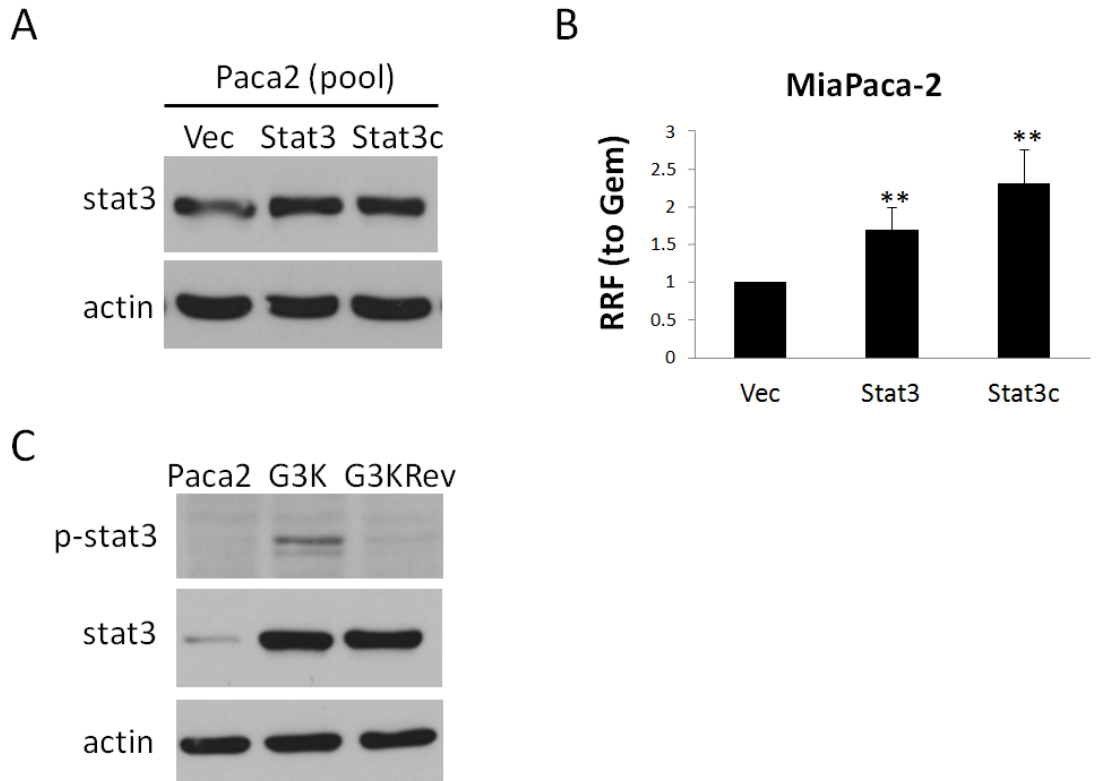 A
Paca2 (pool)
Vec Stat3 Stat3c
stat3
actin
B
MiaPaca-2
RRF (to Gem)
3
2.5
2
1.5
1
0.5
0
**
**
Vec Stat3 Stat3c
C
Paca2 G3K G3KRev
p-stat3
stat3
actin